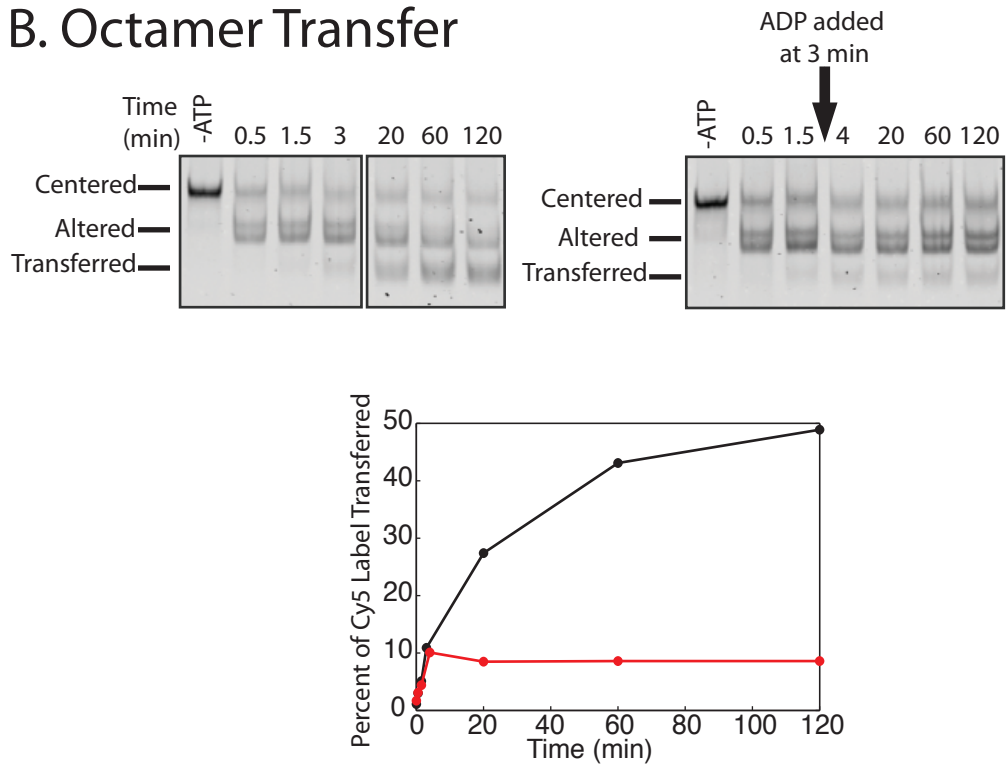 B. Octamer Transfer
ADP added
at 3 min
Time
(min)
-ATP
0.5 1.5 3 20 60 120
Centered
Altered
Transferred
-ATP
0.5 1.5 4 20 60 120
Centered
Altered
Transferred
Percent of Cy5 Label Transferred
50
40
30
20
10
0
0 20 40 60 80 100 120
Time (min)